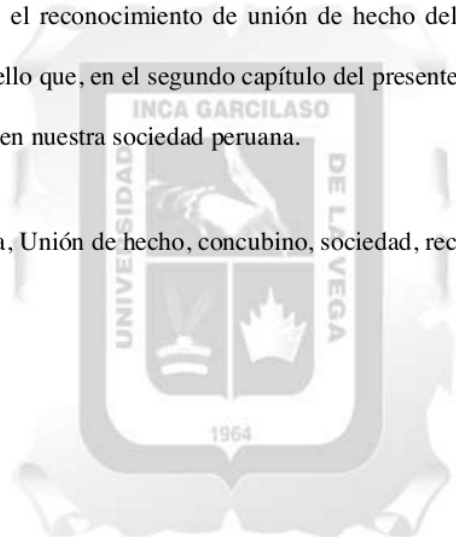 el reconocimiento de unión de hecho del
ello que, en el segundo capítulo del presente
en nuestra sociedad peruana.
a, Unión de hecho, concubino, sociedad, rec
UNIVERSIDAD
INCA GARCILASO
DE LA VEGA
1964